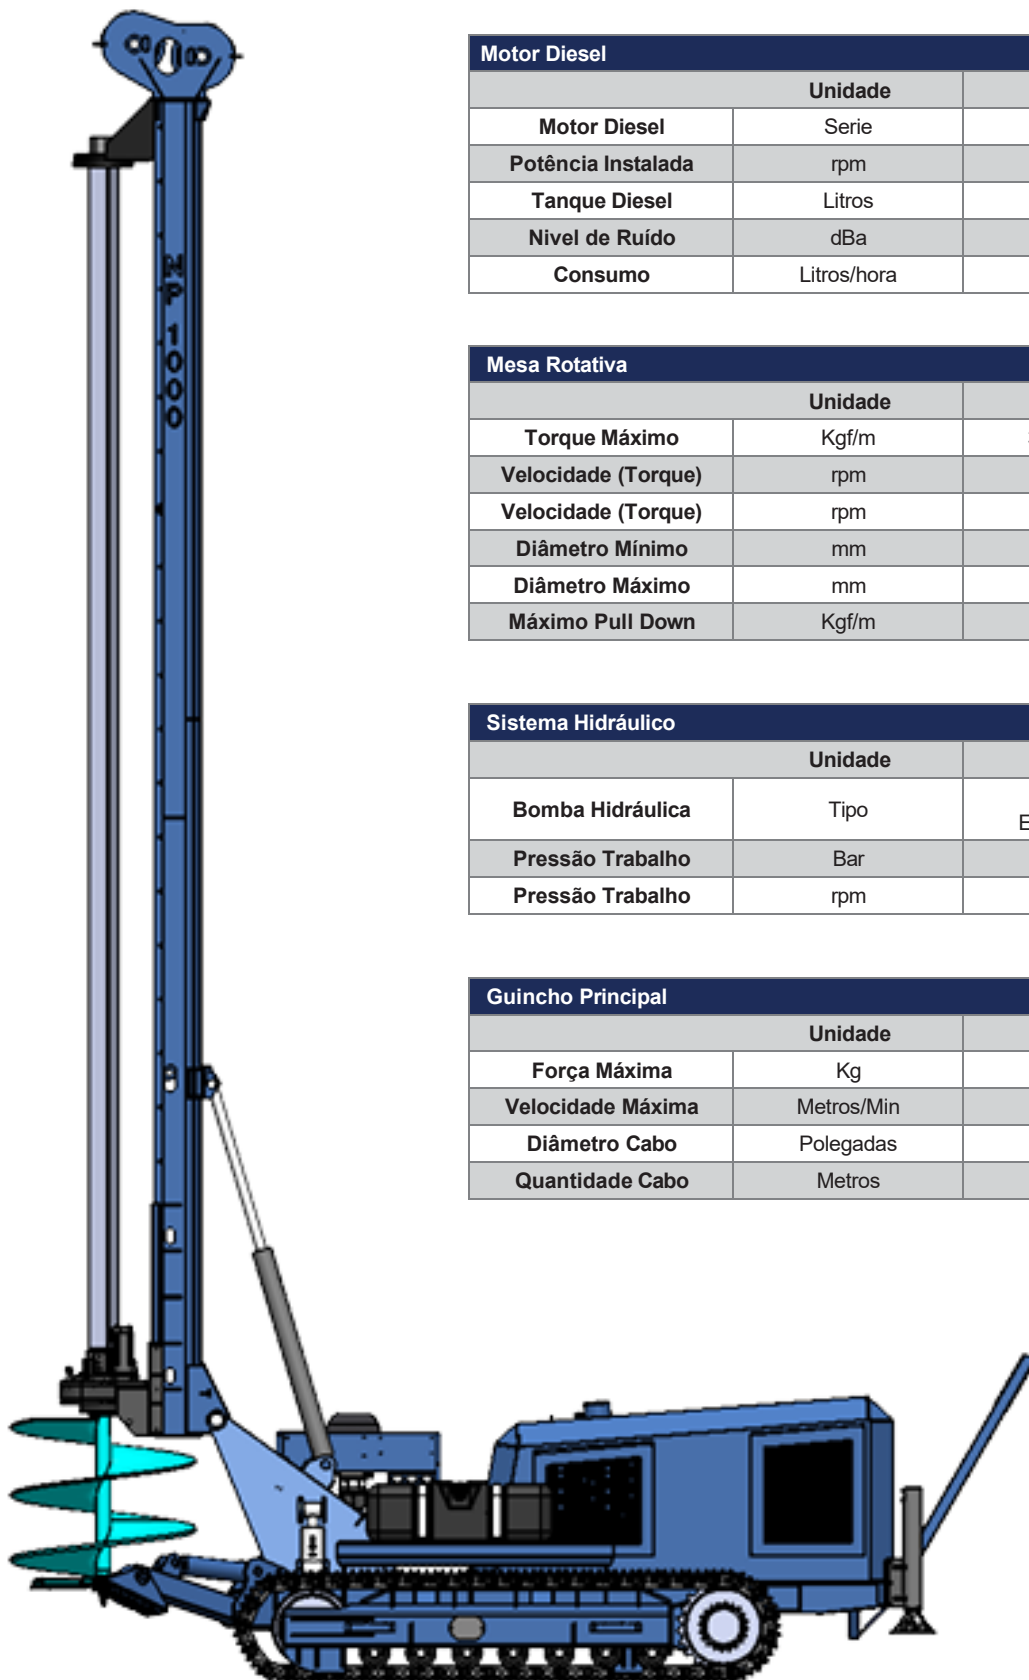 Motor Diesel
Unidade
Motor Diesel Serie
Potência Instalada rpm
Tanque Diesel Litros
Nivel de Ruído dBa
Consumo Litros/hora
Mesa Rotativa
Unidade
Torque Máximo Kgf/m
Velocidade (Torque) rpm
Velocidade (Torque) rpm
Diâmetro Mínimo mm
Diâmetro Máximo mm
Máximo Pull Down Kgf/m
Sistema Hidráulico
Unidade
Bomba Hidráulica Tipo
Pressão Trabalho Bar
Pressão Trabalho rpm
Guincho Principal
Unidade
Força Máxima Kg
Velocidade Máxima Metros/Min
Diâmetro Cabo Polegadas
Quantidade Cabo Metros
1000